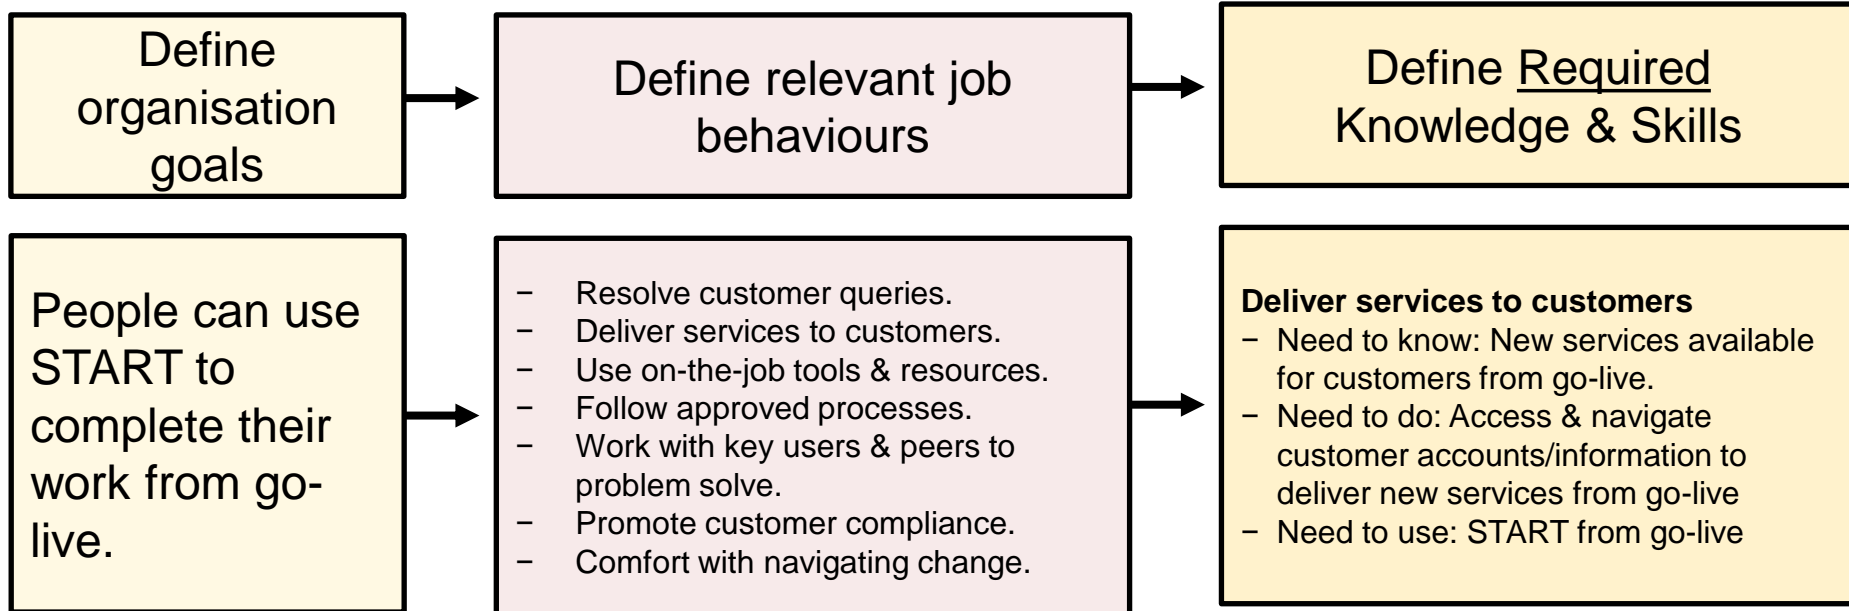 Define
organisation
goals
Define relevant job
behaviours
Define Required
Knowledge & Skills
People can use
START to
complete their
work from go-
live.
− Resolve customer queries.
− Deliver services to customers.
− Use on-the-job tools & resources.
− Follow approved processes.
− Work with key users & peers to
problem solve.
− Promote customer compliance.
− Comfort with navigating change.
Deliver services to customers
− Need to know: New services available
for customers from go-live.
− Need to do: Access & navigate
customer accounts/information to
deliver new services from go-live
− Need to use: START from go-live